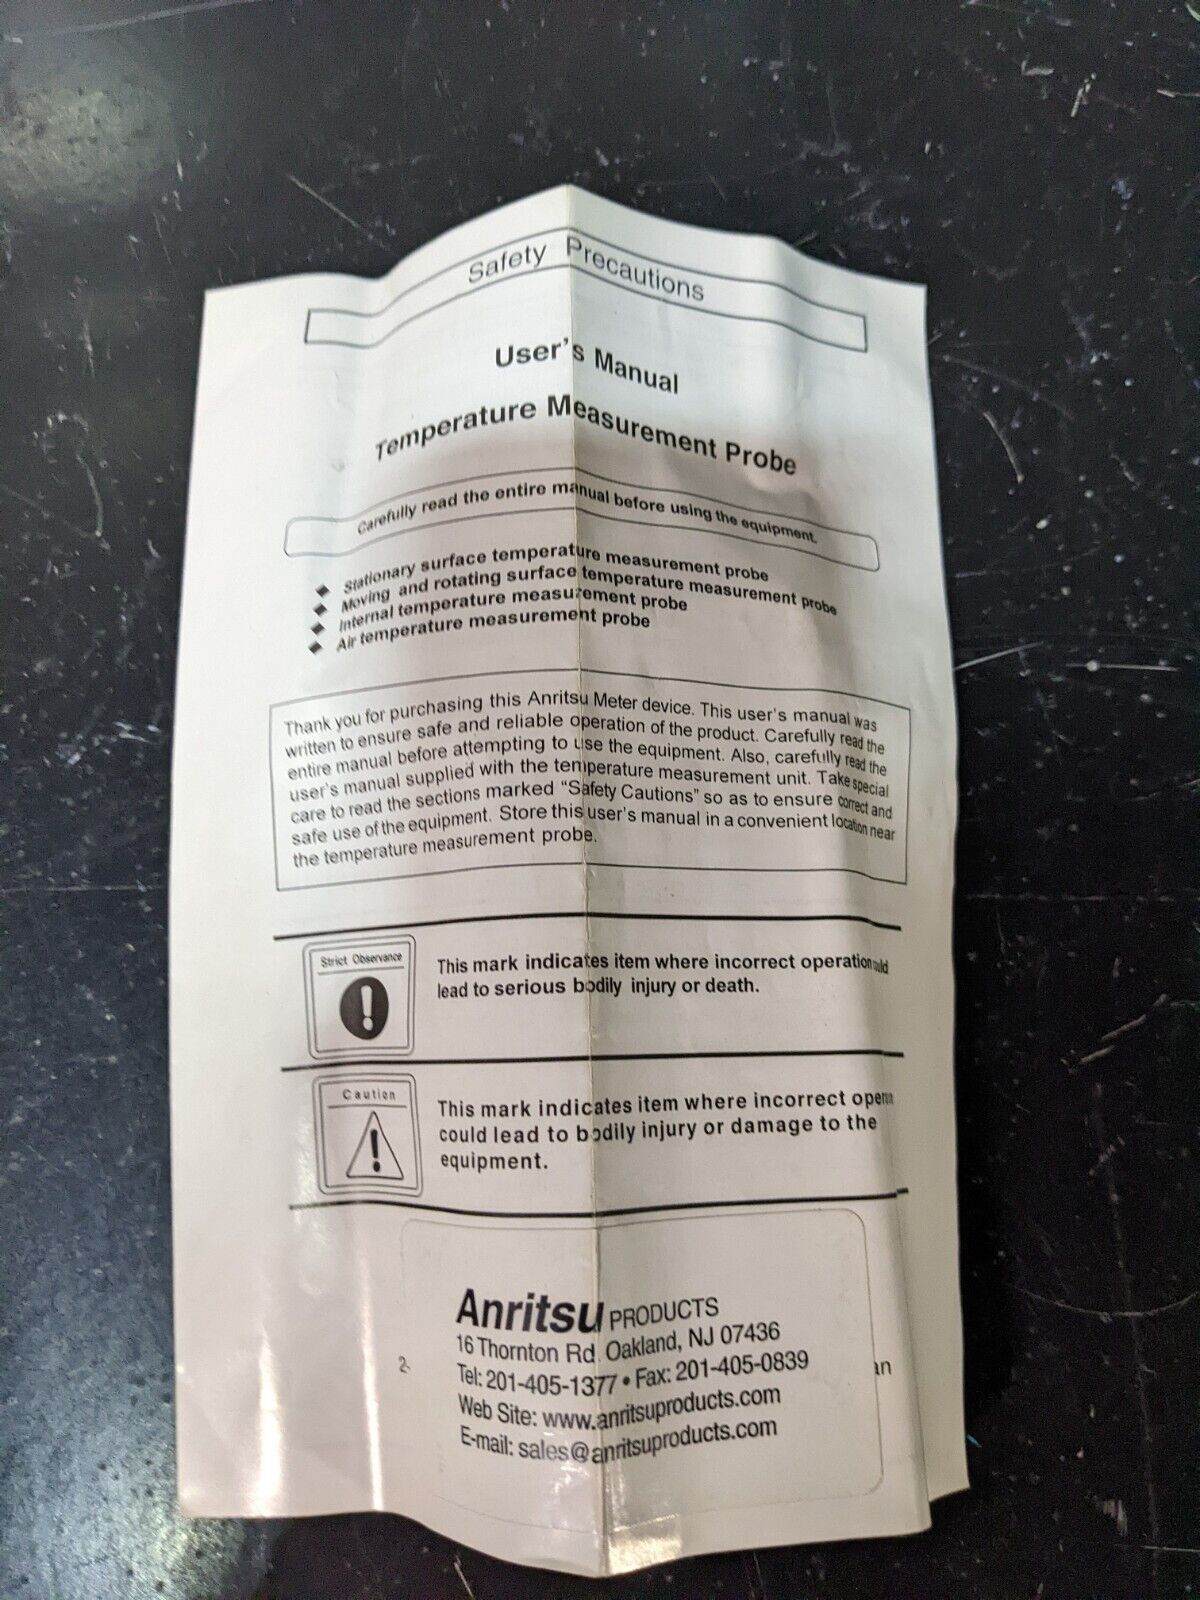 Safety Precautions
User's Manual
Temperature Measurement Probe
Carefully read the entire manual before using the equipment.
◆ Stationary surface temperature measurement probe
◆ Moving and rotating surface temperature measurement probe
◆ Internal temperature measurement probe
◆ Air temperature measurement probe
Thank you for purchasing this Anritsu Meter device. This user's manual was
written to ensure safe and reliable operation of the product. Carefully read the
entire manual before attempting to use the equipment. Also, carefully read the
user's manual supplied with the temperature measurement unit. Take special
care to read the sections marked “Safety Cautions” so as to ensure correct and
safe use of the equipment. Store this user's manual in a convenient location near
the temperature measurement probe.
Strict Observance
This mark indicates item where incorrect operation could
lead to serious bodily injury or death.
Caution
This mark indicates item where incorrect
could lead to bodily injury or damage to the
equipment.
Anritsu PRODUCTS
16 Thornton Rd. Oakland, NJ 07436
2-
Tel: 201-405-1377 • Fax: 201-405-0839
an
Web Site: www.anritsuproducts.com
E-mail: sales@anritsuproducts.com